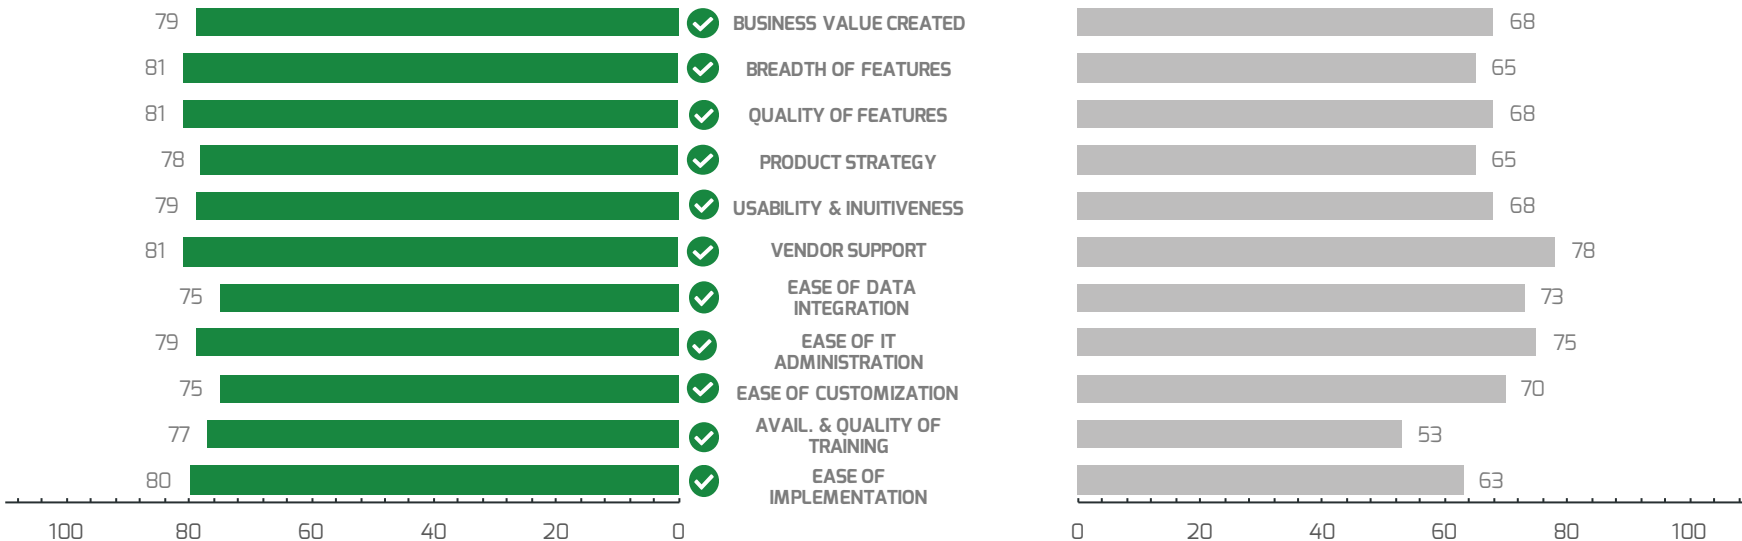 79 BUSINESS VALUE CREATED 68
81 BREADTH OF FEATURES 65
81 QUALITY OF FEATURES 68
78 PRODUCT STRATEGY 65
79 USABILITY & INUITIVENESS 68
81 VENDOR SUPPORT 78
75 EASE OF DATA 73
INTEGRATION
79 EASE OF IT 75
ADMINISTRATION
75 EASE OF CUSTOMIZATION 70
77 AVAIL. & QUALITY OF 53
TRAINING
80 EASE OF 63
IMPLEMENTATION
100 80 60 40 20 0 0 20 40 60 80 100